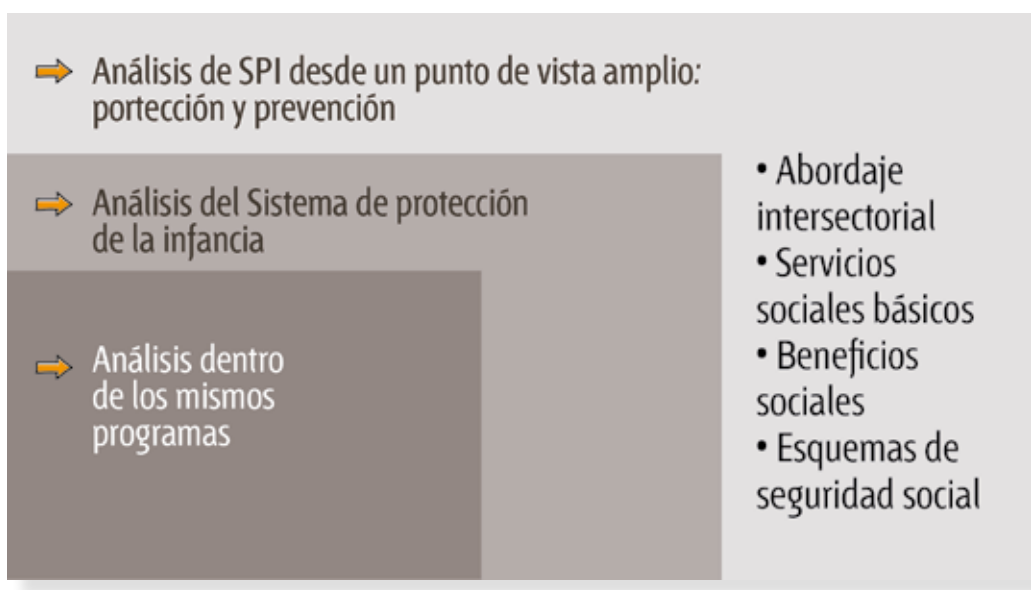 Análisis de SPI desde un punto de vista amplio:
portección y prevención
Análisis del Sistema de protección
de la infancia
Análisis dentro
de los mismos
programas
• Abordaje
intersectorial
• Servicios
sociales básicos
• Beneficios
sociales
• Esquemas de
seguridad social